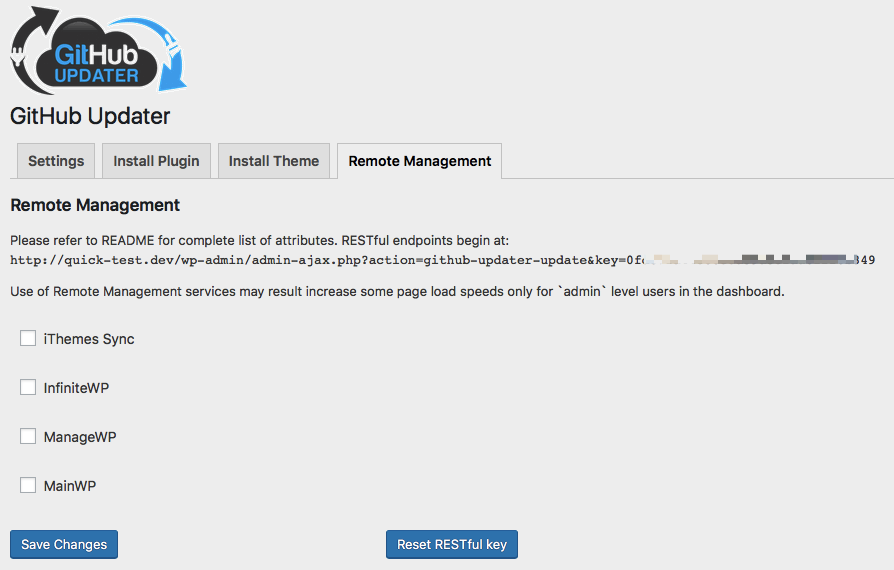 GitHub
UPDATER
GitHub Updater
Settings Install Plugin Install Theme Remote Management
Remote Management
Please refer to README for complete list of attributes. RESTful endpoints begin at:
http://quick-test.dev/wp-admin/admin-ajax.php?action=github-updater-update&key=0f 349
Use of Remote Management services may result increase some page load speeds only for `admin` level users in the dashboard.
iThemes Sync
InfiniteWP
ManageWP
MainWP
Save Changes Reset RESTful key